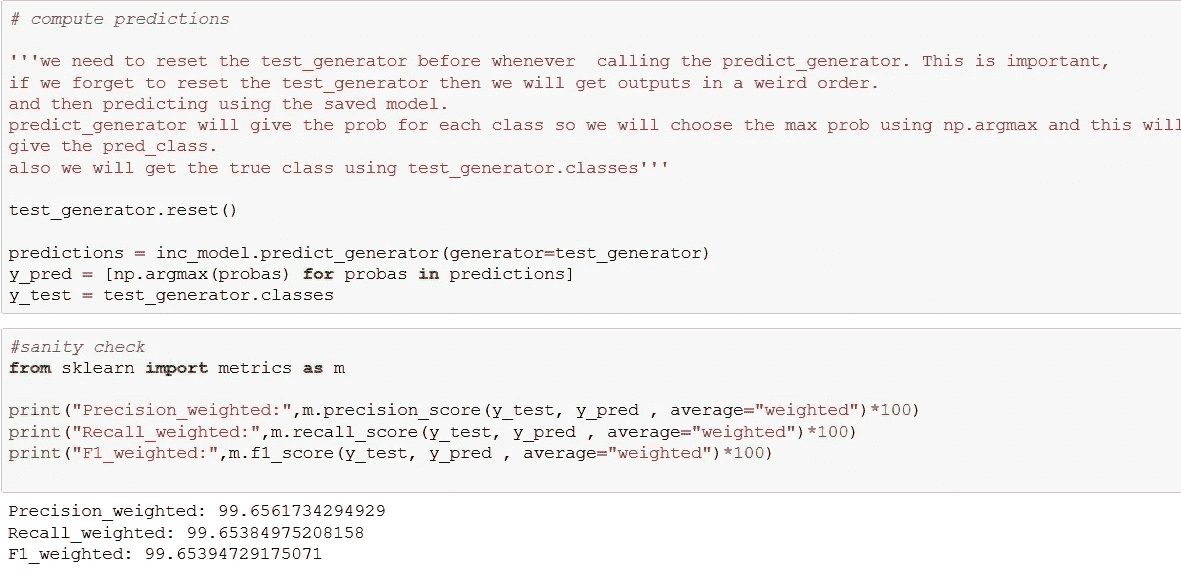 # compute predictions
'''we need to reset the test_generator before whenever  calling the predict_generator. This is important,
if we forget to reset the test_generator then we will get outputs in a weird order.
and then predicting using the saved model.
predict_generator will give the prob for each class so we will choose the max prob using np.argmax and this will
give the pred_class.
also we will get the true class using test_generator.classes'''
test_generator.reset()
predictions = inc_model.predict_generator(generator=test_generator)
y_pred = [np.argmax(probas) for probas in predictions]
y_test = test_generator.classes
#sanity check
from sklearn import metrics as m
print("Precision_weighted:",m.precision_score(y_test, y_pred , average="weighted")*100)
print("Recall_weighted:",m.recall_score(y_test, y_pred , average="weighted")*100)
print("F1_weighted:",m.f1_score(y_test, y_pred , average="weighted")*100)
Precision_weighted: 99.6561734294929
Recall_weighted: 99.65384975208158
F1_weighted: 99.65394729175071